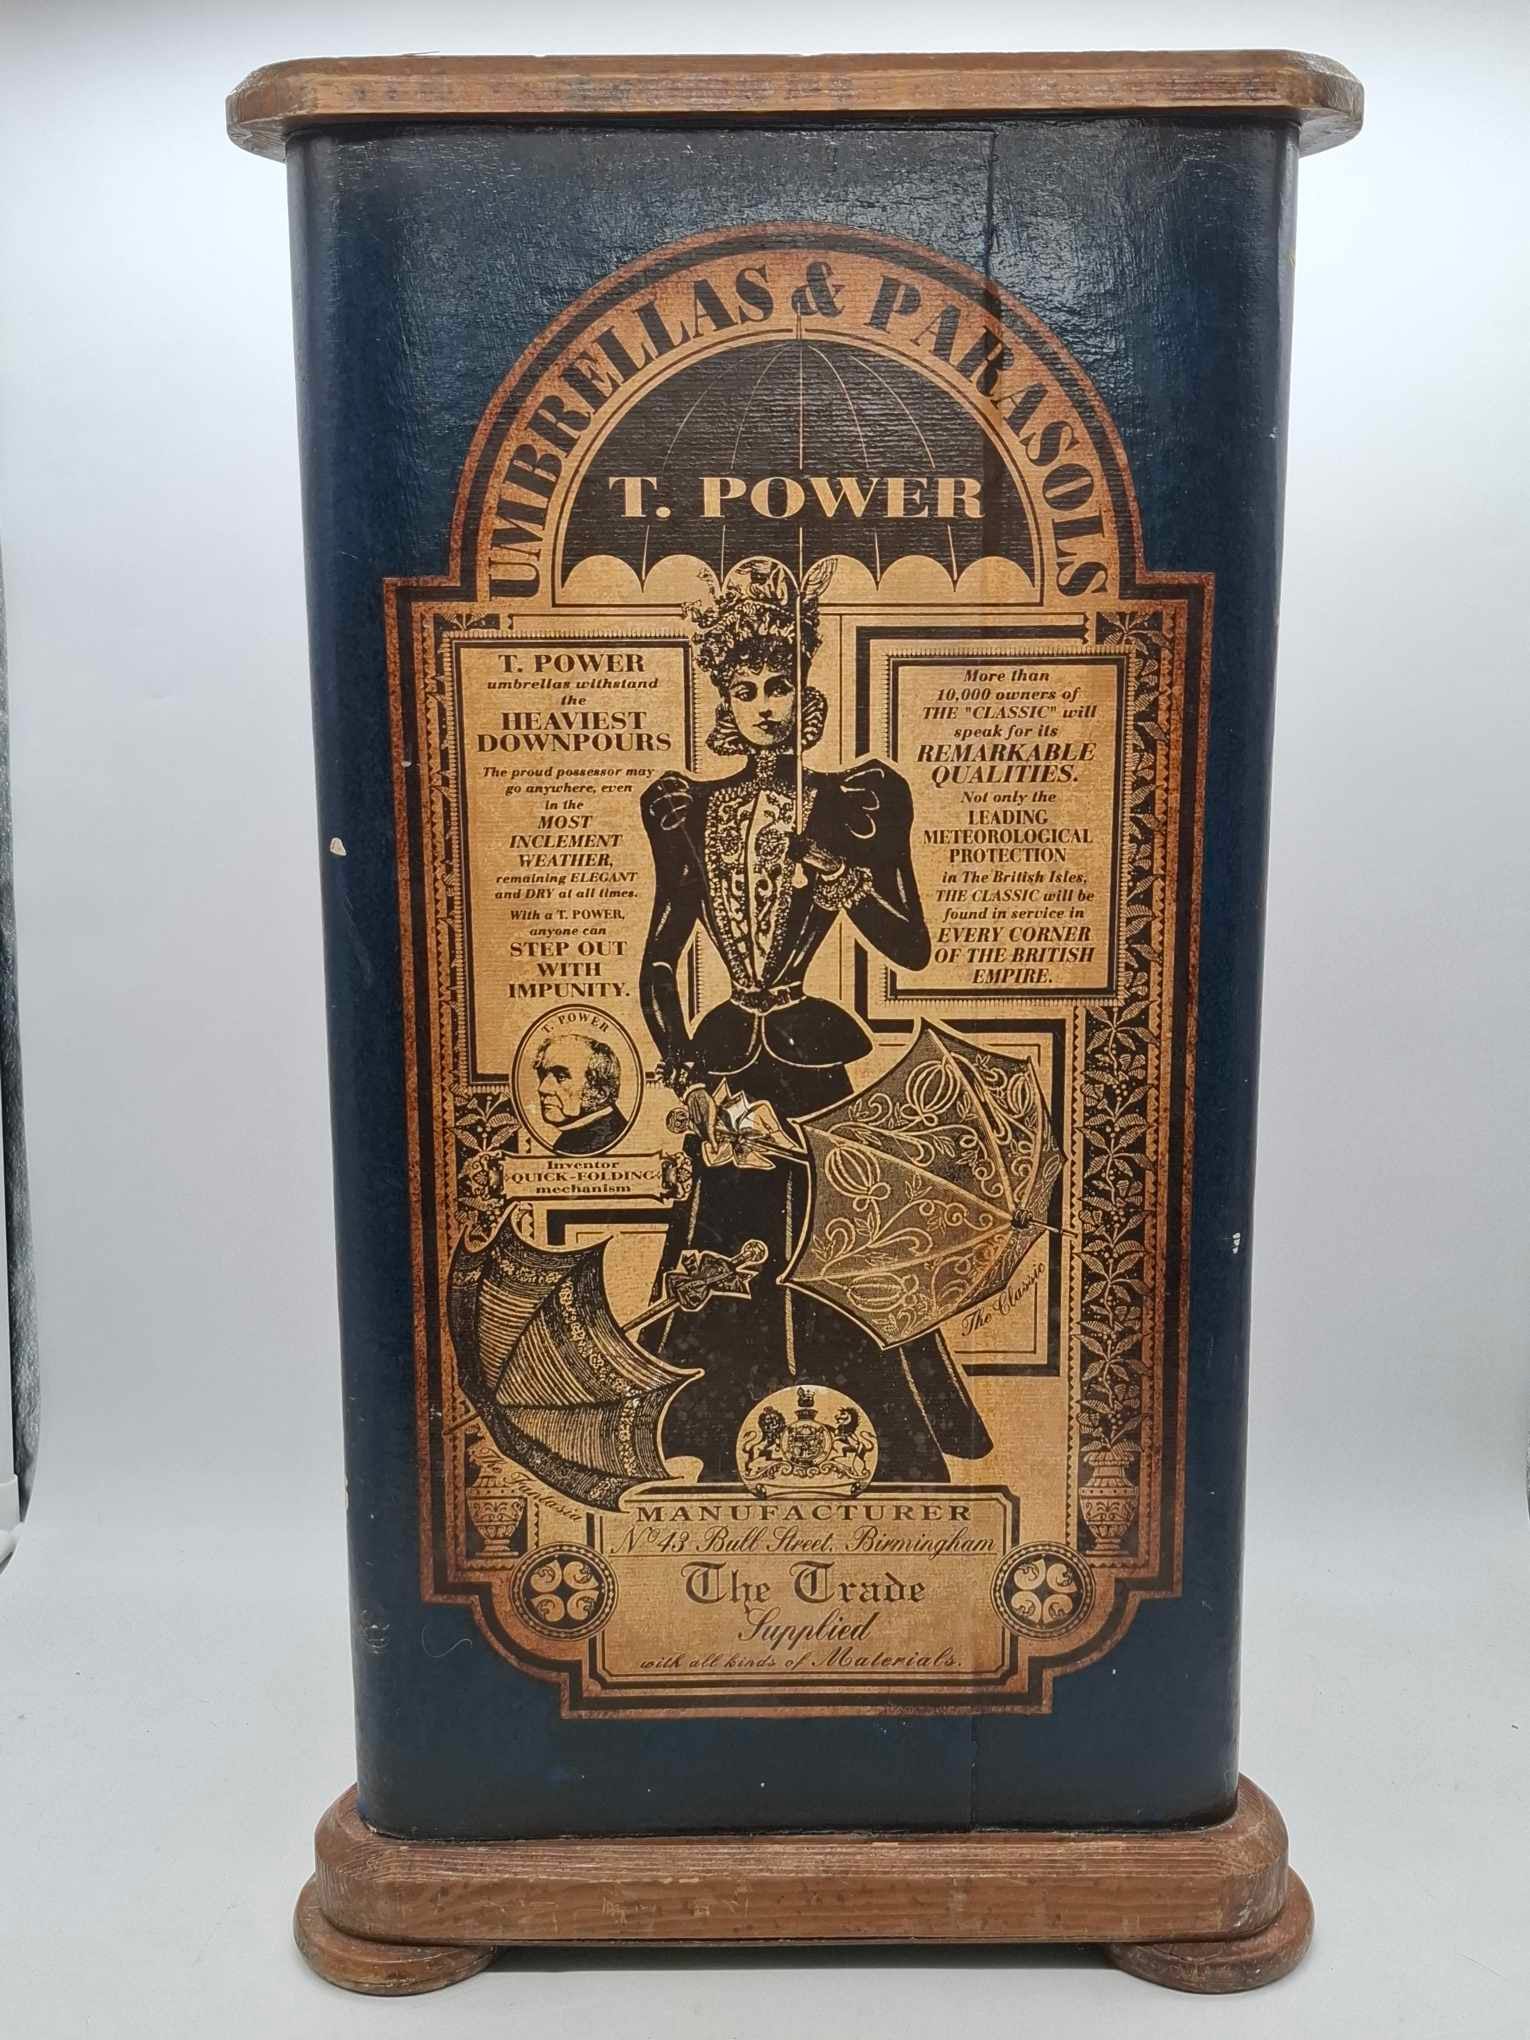 UMBRELLAS & PARASOLS
T. POWER
T. POWER
umbrellas withstand
the
HEAVIEST
DOWNPOURS
The proud possessor may
go anywhere, even
in the
MOST
INCLEMENT
WEATHER,
remaining ELEGANT
and DRY at all times.
With a T. POWER,
anyone can
STEP OUT
WITH
IMPUNITY.
T. POWER
Inventor
QUICK-FOLDING
mechanism
More than
10,000 owners of
THE "CLASSIC" will
speak for its
REMARKABLE
QUALITIES.
Not only the
LEADING
METEOROLOGICAL
PROTECTION
in The British Isles,
THE CLASSIC will be
found in service in
EVERY CORNER
OF THE BRITISH
EMPIRE.
The Classic
The Fantasia
MANUFACTURER
Nº 43 Bull Street, Birmingham
The Trade
Supplied
with all kinds of Materials.